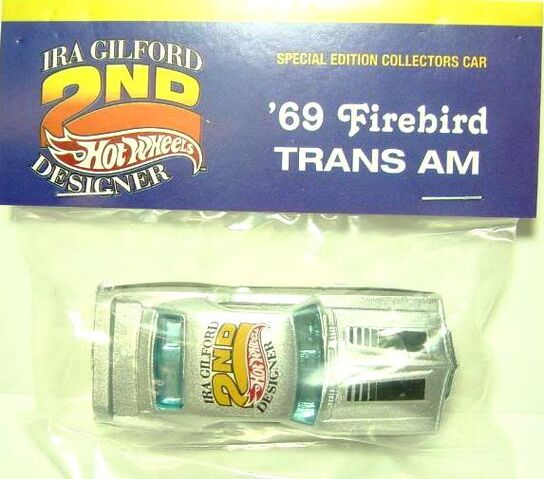 IRA GILFORD
2ND
Hot Wheels
DESIGNER
SPECIAL EDITION COLLECTORS CAR
'69 Firebird
TRANS AM
IRA GILFORD
2ND
Hot Wheels
DESIGNER